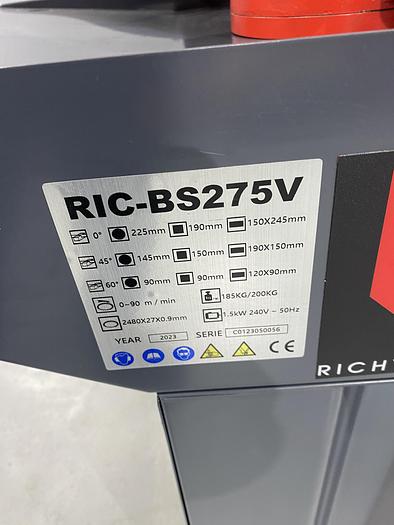 RIC-BS275V
0° 225mm 190mm 150X245mm
45° 145mm 150mm 190X150mm
60° 90mm 90mm 120X90mm
0~90 m / min 185KG/200KG
2480X27X0.9mm 1.5kW 240V ~ 50Hz
YEAR 2023 SERIE C0123050056
CE
RICH